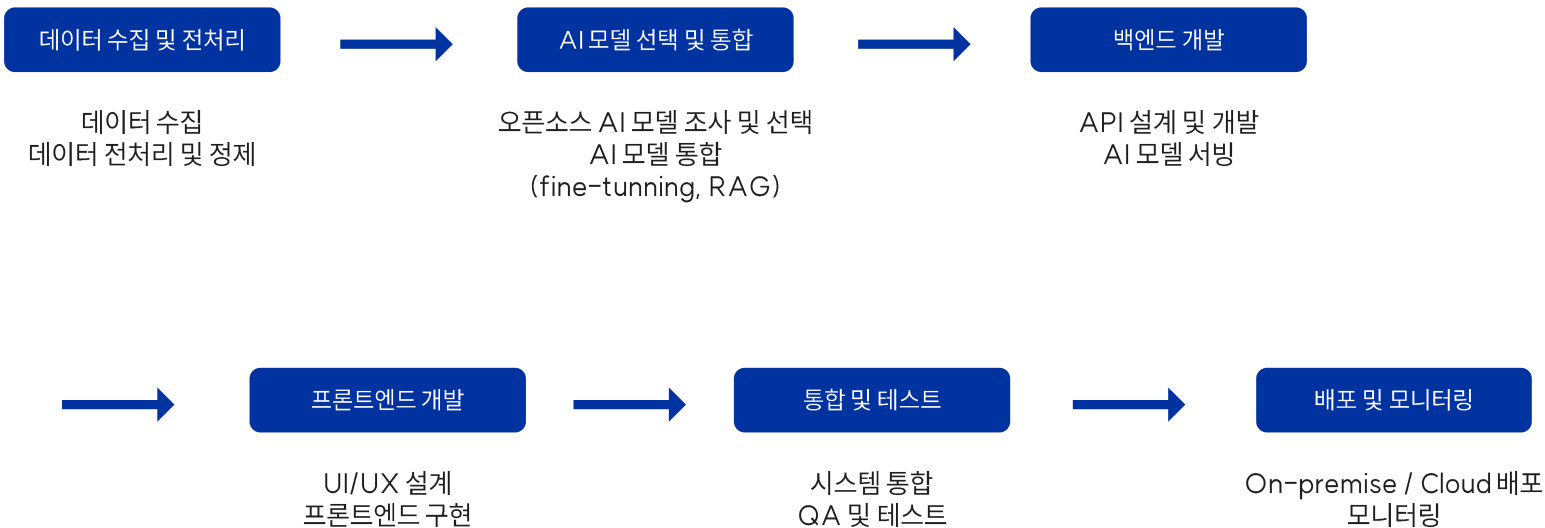 데이터 수집 및 전처리
데이터 수집
데이터 전처리 및 정제
AI 모델 선택 및 통합
오픈소스 AI 모델 조사 및 선택
AI 모델 통합
(fine-tunning, RAG)
백엔드 개발
API 설계 및 개발
AI 모델 서빙
프론트엔드 개발
UI/UX 설계
프론트엔드 구현
통합 및 테스트
시스템 통합
QA 및 테스트
배포 및 모니터링
On-premise / Cloud 배포
모니터링